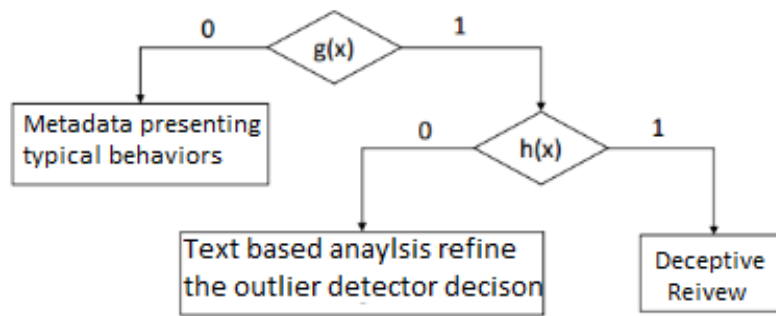 0
g(x)
1
Metadata presenting
typical behaviors
0
h(x)
1
Text based anaylsis refine
the outlier detector decison
Deceptive
Reivew